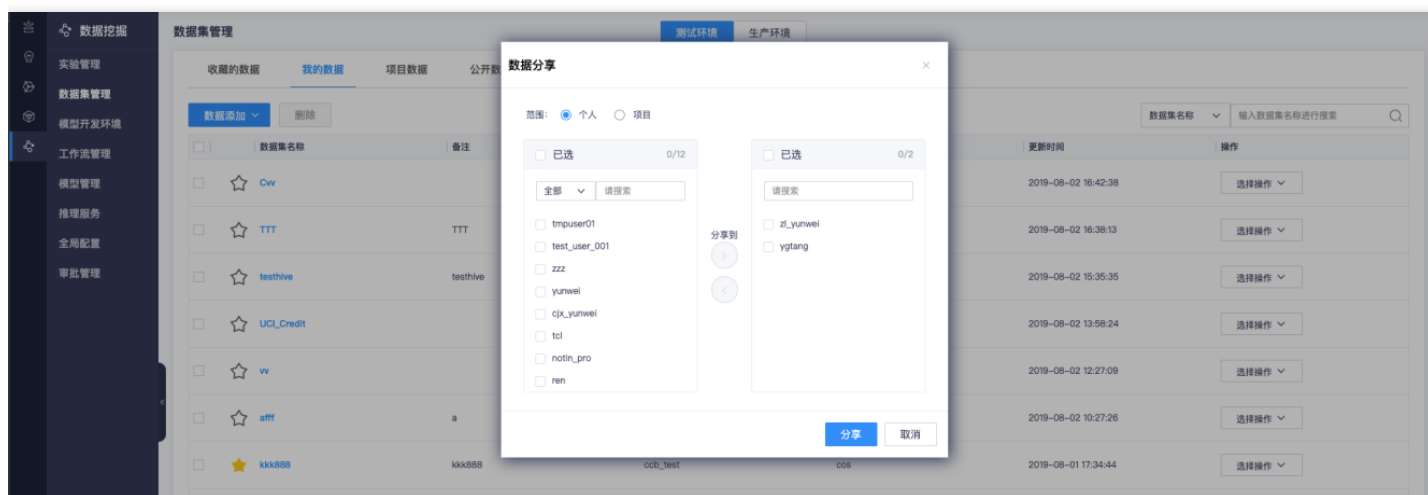 数据挖掘
实验管理
数据集管理
模型开发环境
工作流管理
模型管理
推理服务
全局配置
审批管理
数据集管理
测试环境 生产环境
收藏的数据 我的数据 项目数据 公开数
数据添加 删除
数据集名称 输入数据集名称进行搜索
数据集名称 备注 更新时间 操作
Cvv 2019-08-02 16:42:38 选择操作
TTT TTT 2019-08-02 16:38:13 选择操作
testhive testhive 2019-08-02 15:35:35 选择操作
UCI_Credit 2019-08-02 13:58:24 选择操作
vv 2019-08-02 12:27:09 选择操作
afff a 2019-08-02 10:27:26 选择操作
kkk888 kkk888 ccb_test cos 2019-08-01 17:34:44 选择操作
数据分享
范围: 个人 项目
已选 0/12
全部 请搜索
tmpuser01
test_user_001
zzz
yunwei
cjx_yunwei
tcl
notin_pro
ren
分享到
已选 0/2
请搜索
zl_yunwei
ygtang
分享 取消